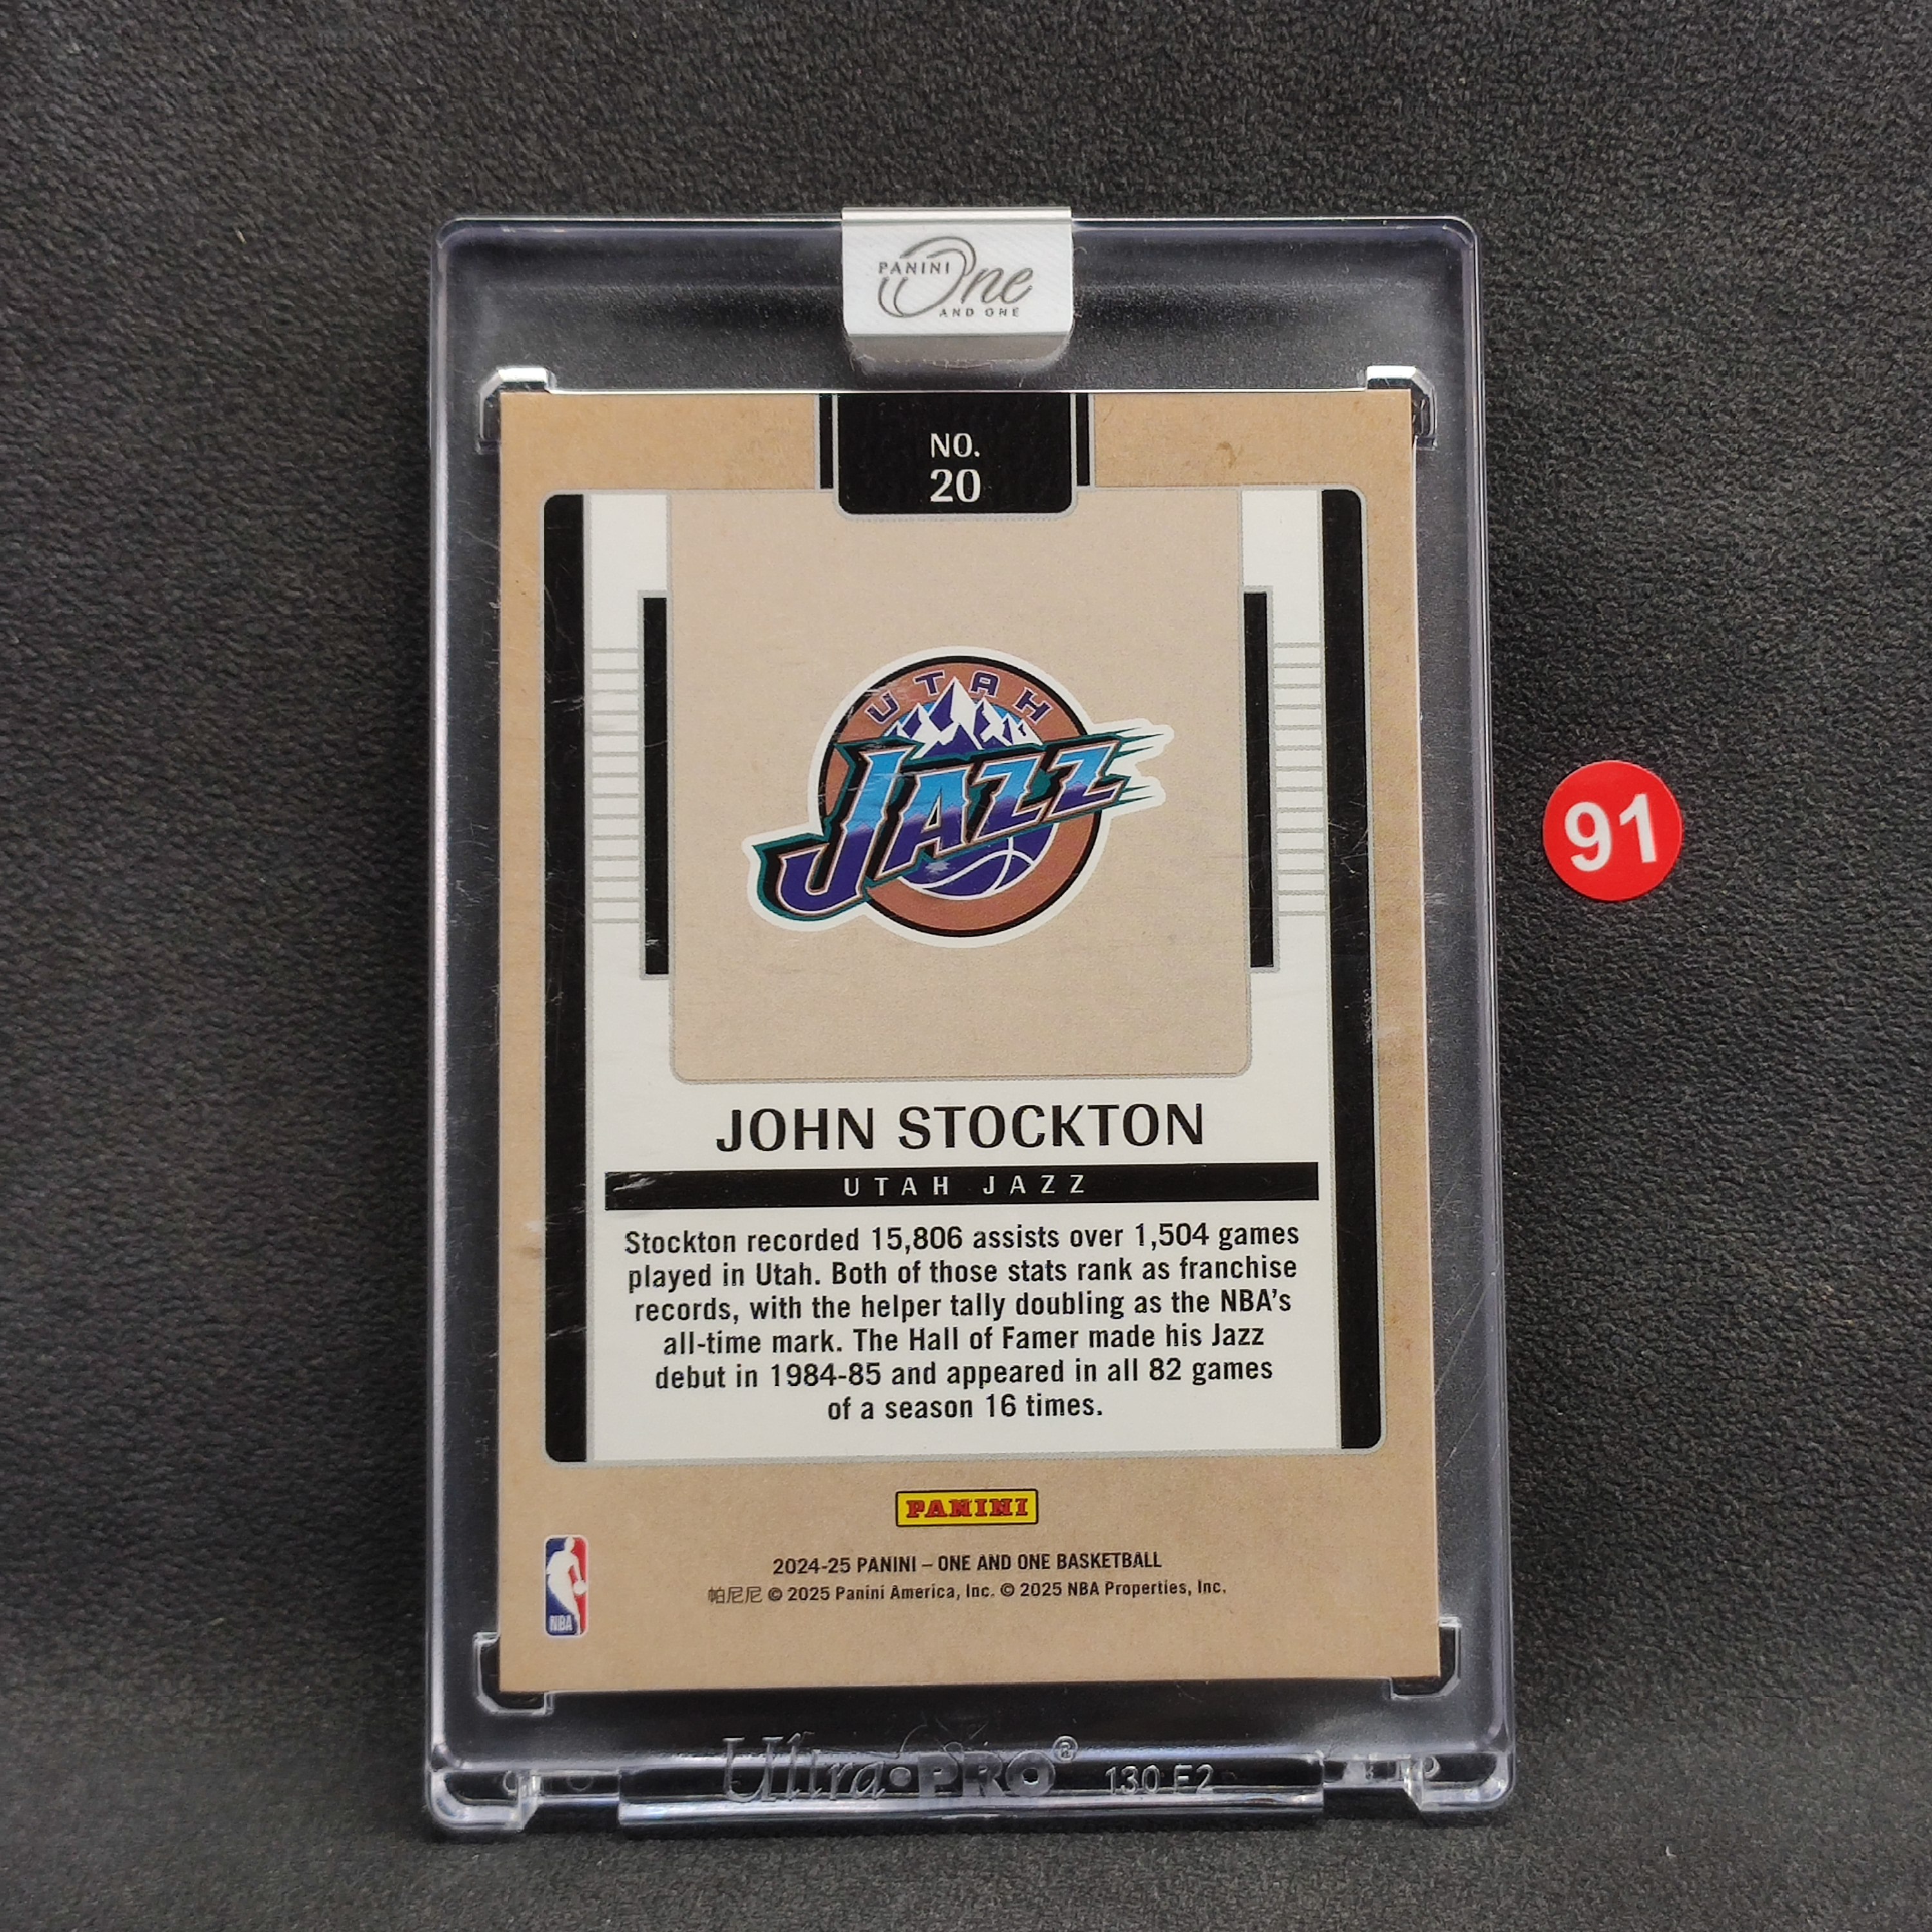 PANINI
One
AND ONE
NO.
20
UTAH
JAZZ
91
JOHN STOCKTON
UTAH JAZZ
Stockton recorded 15,806 assists over 1,504 games
played in Utah. Both of those stats rank as franchise
records, with the helper tally doubling as the NBA's
all-time mark. The Hall of Famer made his Jazz
debut in 1984-85 and appeared in all 82 games
of a season 16 times.
PANINI
NBA
2024-25 PANINI – ONE AND ONE BASKETBALL
帕尼尼 © 2025 Panini America, Inc. © 2025 NBA Properties, Inc.
Ultra•PRO® 130 E2